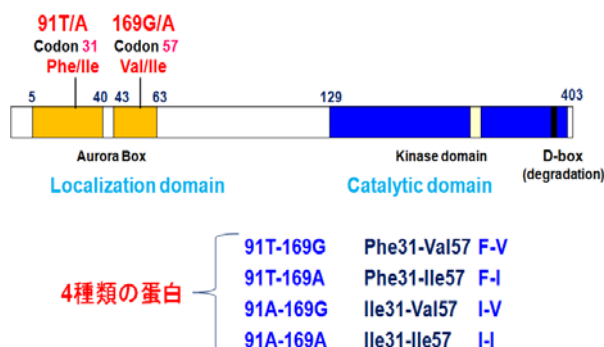 91T/A 169G/A
Codon 31 Codon 57
Phe/Ile Val/Ile
5 40 43 63 129 403
Aurora Box Kinase domain D-box
(degradation)
Localization domain Catalytic domain
91T-169G Phe31-Val57 F-V
91T-169A Phe31-Ile57 F-I
4種類の蛋白
91A-169G Ile31-Val57 I-V
91A-169A Ile31-Ile57 I-I